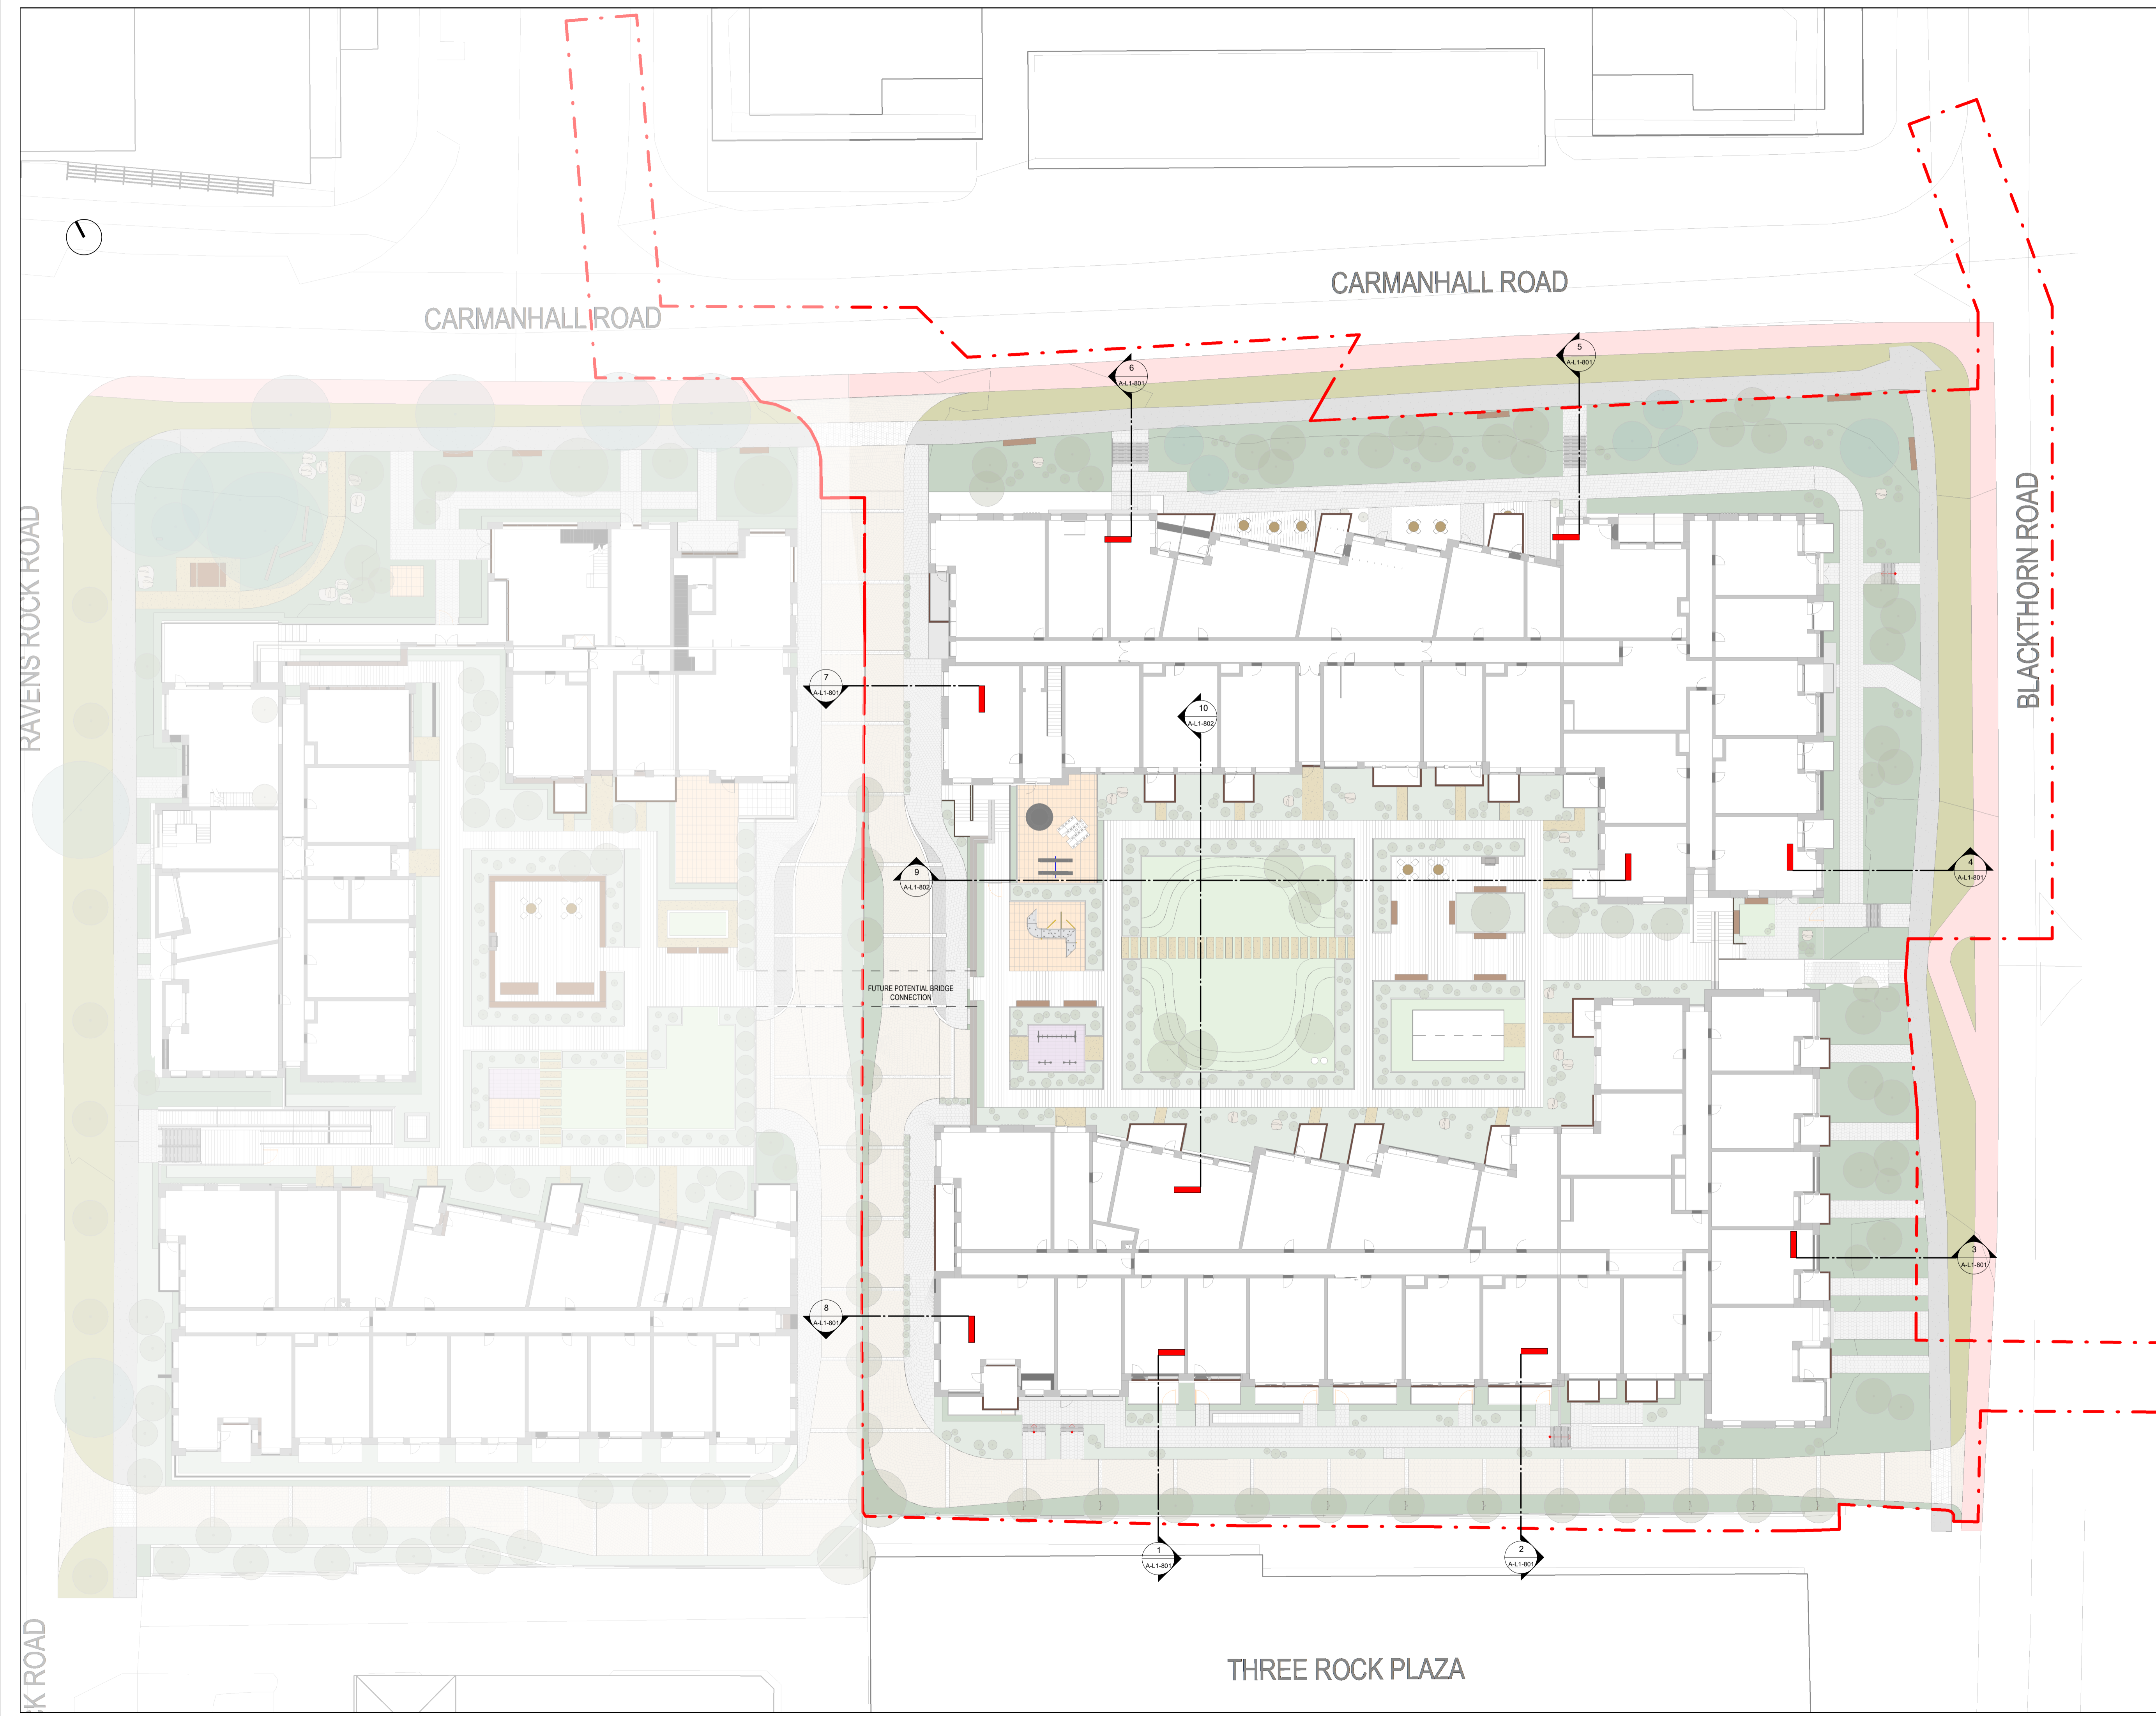 CARMANHALL ROAD
CARMANHALL ROAD
5
A-L1-801
6
A-L1-801
RAVENS ROCK ROAD
BLACKTHORN ROAD
7
A-L1-801
10
A-L1-802
9
A-L1-802
4
A-L1-801
FUTURE POTENTIAL BRIDGE
CONNECTION
3
A-L1-801
8
A-L1-801
1
A-L1-801
2
A-L1-801
CK ROAD
THREE ROCK PLAZA